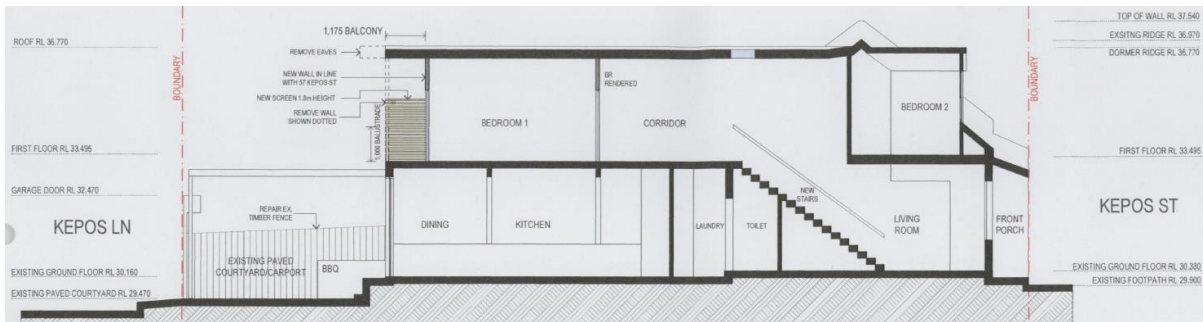 1,175 BALCONY
ROOF RL 36.770
BOUNDARY
REMOVE EAVES
NEW WALL IN LINE
WITH 57 KEPOS ST
NEW SCREEN 1.8m HEIGHT
REMOVE WALL
SHOWN DOTTED
1,000 BALUSTRADE
BR
RENDERED
BEDROOM 1
CORRIDOR
BEDROOM 2
TOP OF WALL RL 37.540
EXSITNG RIDGE RL 36.970
DORMER RIDGE RL 36.770
BOUNDARY
FIRST FLOOR RL 33.495
FIRST FLOOR RL 33.495
GARAGE DOOR RL 32.470
KEPOS LN
REPAIR EX.
TIMBER FENCE
EXISTING PAVED
COURTYARD/CARPORT
BBQ
DINING
KITCHEN
LAUNDRY
TOILET
NEW
STAIRS
LIVING
ROOM
FRONT
PORCH
KEPOS ST
EXISTING GROUND FLOOR RL 30.160
EXISTING PAVED COURTYARD RL 29.470
EXISTING GROUND FLOOR RL 30.380
EXISTING FOOTPATH RL 29.900